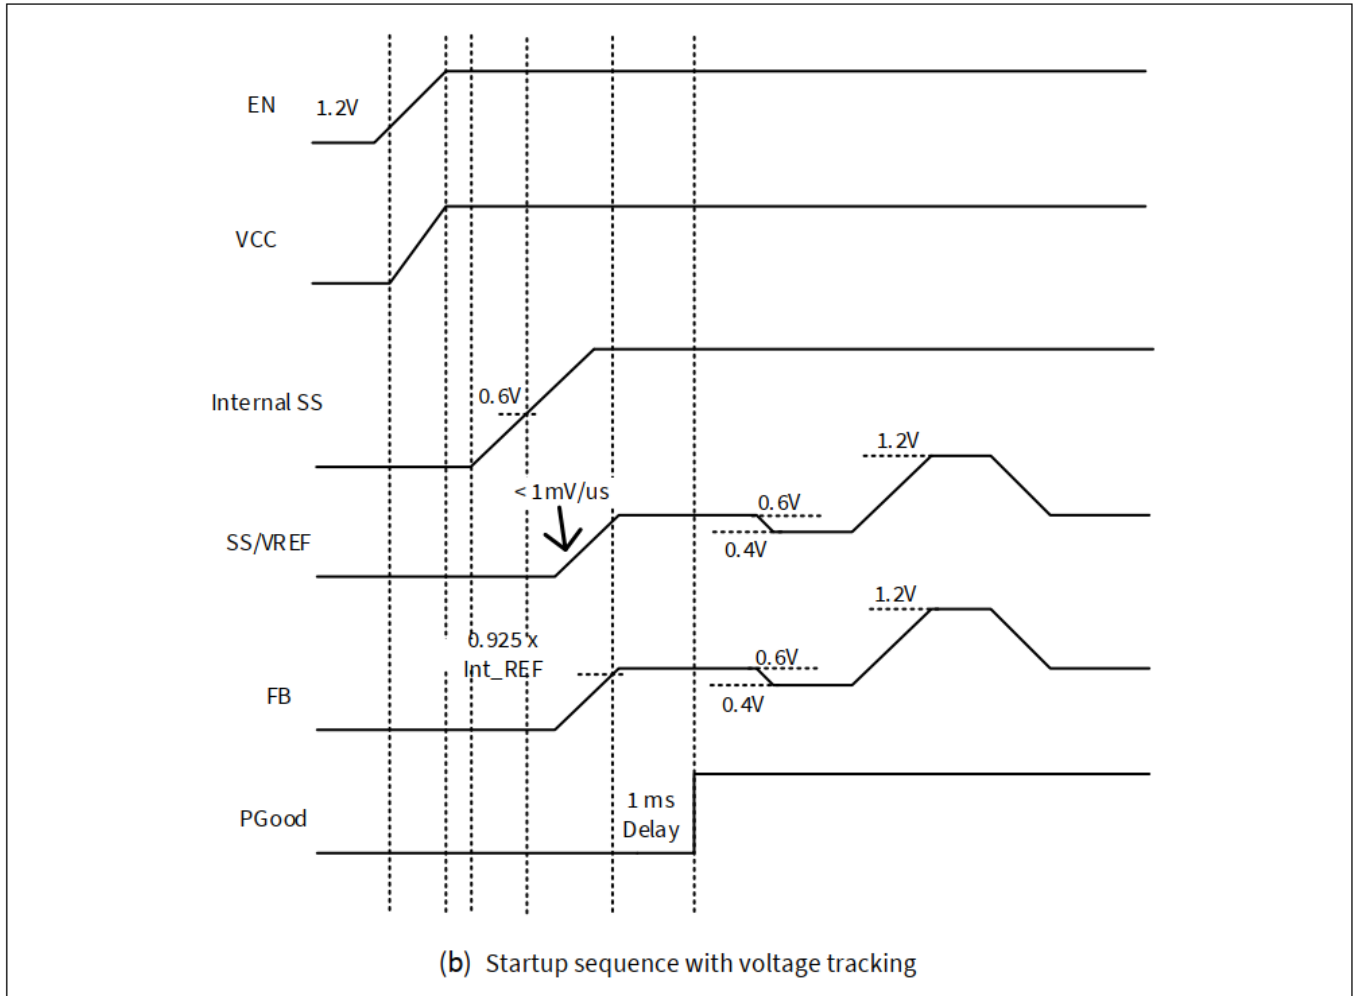 EN
1.2V
VCC
Internal SS
0.6V
1.2V
< 1mV/us
0.6V
SS/VREF
0.4V
1.2V
0.925 x
Int_REF
0.6V
FB
0.4V
1 ms
Delay
PGood
(b) Startup sequence with voltage tracking